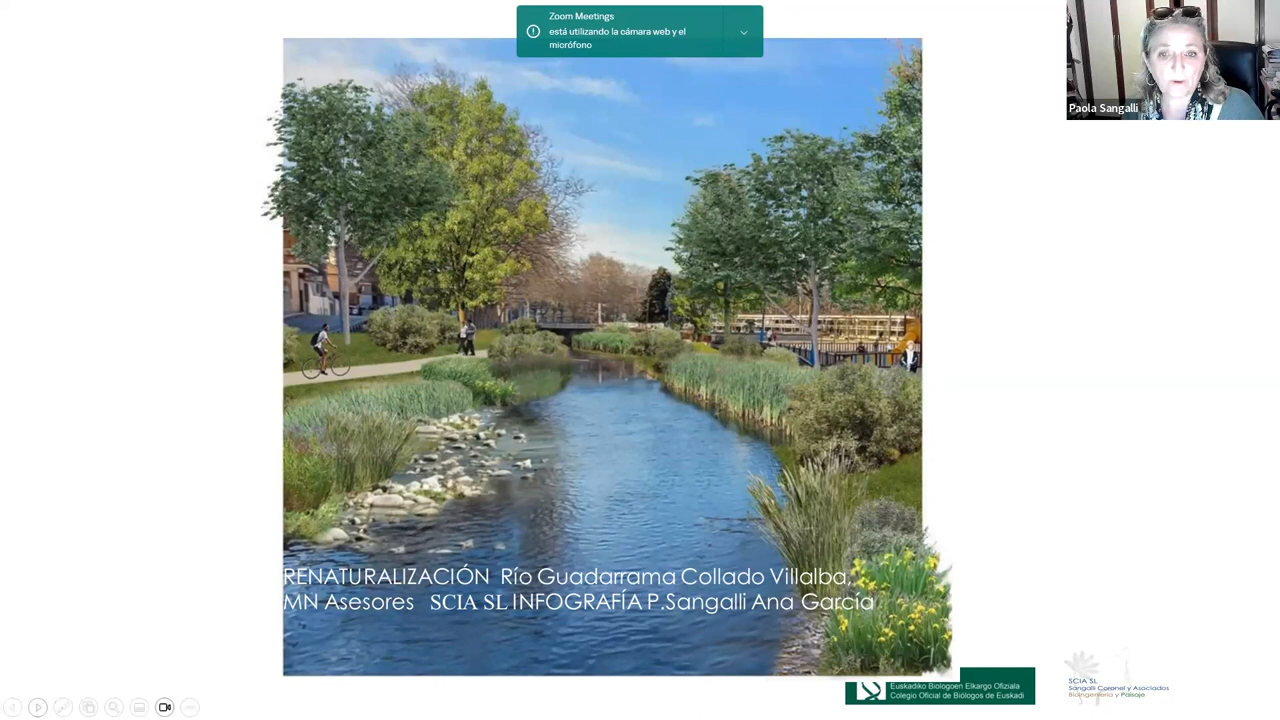 Zoom Meetings
está utilizando la cámara web y el
micrófono
Paola Sangalli
RENATURALIZACIÓN Río Guadarrama Collado Villalba.
MN Asesores SCIA SL INFOGRAFÍA P.Sangalli Ana García
Euskadiko Biologoen Elkargo Ofiziala
Colegio Oficial de Biólogos de Euskadi
SCIA SL
Sangalli Coronel y Asociados
Bioingeniería y Paisaje